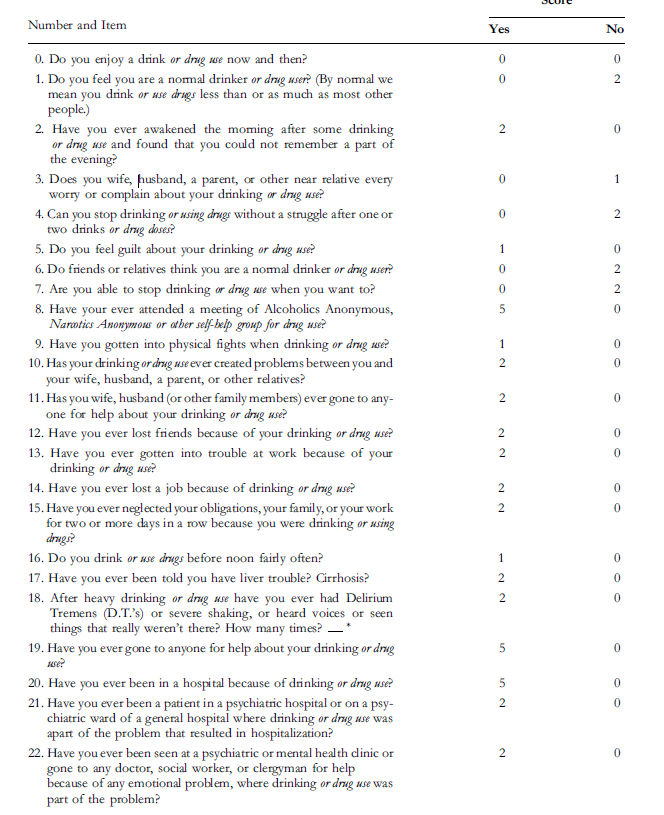 Score
Number and Item
Yes No
0. Do you enjoy a drink or drug use now and then? 0 0
1. Do you feel you are a normal drinker or drug user? (By normal we 0 2
mean you drink or use drugs less than or as much as most other
people.)
2. Have you ever awakened the morning after some drinking 2 0
or drug use and found that you could not remember a part of
the evening?
3. Does you wife, husband, a parent, or other near relative every 0 1
worry or complain about your drinking or drug use?
4. Can you stop drinking or using drugs without a struggle after one or 0 2
two drinks or drug doses?
5. Do you feel guilt about your drinking or drug use? 1 0
6. Do friends or relatives think you are a normal drinker or drug user? 0 2
7. Are you able to stop drinking or drug use when you want to? 0 2
8. Have your ever attended a meeting of Alcoholics Anonymous, 5 0
Narcotics Anonymous or other self-help group for drug use?
9. Have you gotten into physical fights when drinking or drug use? 1 0
10. Has your drinking or drug use ever created problems between you and 2 0
your wife, husband, a parent, or other relatives?
11. Has you wife, husband (or other family members) ever gone to any- 2 0
one for help about your drinking or drug use?
12. Have you ever lost friends because of your drinking or drug use? 2 0
13. Have you ever gotten into trouble at work because of your 2 0
drinking or drug use?
14. Have you ever lost a job because of drinking or drug use? 2 0
15. Have you ever neglected your obligations, your family, or your work 2 0
for two or more days in a row because you were drinking or using
drugs?
16. Do you drink or use drugs before noon fairly often? 1 0
17. Have you ever been told you have liver trouble? Cirrhosis? 2 0
18. After heavy drinking or drug use have you ever had Delirium 2 0
Tremens (D.T.'s) or severe shaking, or heard voices or seen
things that really weren't there? How many times? __ *
19. Have you ever gone to anyone for help about your drinking or drug 5 0
use?
20. Have you ever been in a hospital because of drinking or drug use? 5 0
21. Have you ever been a patient in a psychiatric hospital or on a psy- 2 0
chiatric ward of a general hospital where drinking or drug use was
apart of the problem that resulted in hospitalization?
22. Have you ever been seen at a psychiatric or mental health clinic or 2 0
gone to any doctor, social worker, or clergyman for help
because of any emotional problem, where drinking or drug use was
part of the problem?